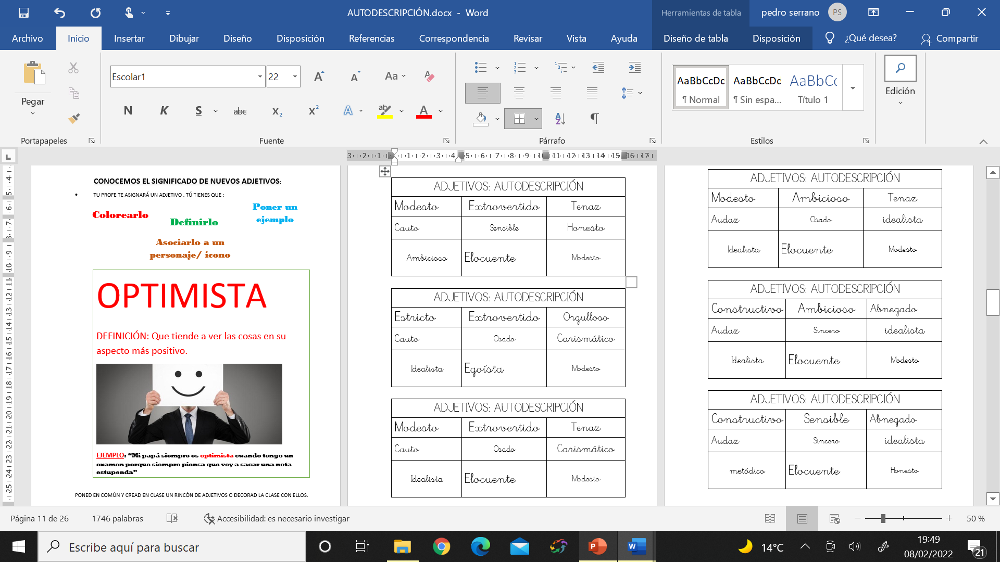 AUTODESCRIPCIÓN.docx - Word
Herramientas de tabla
pedro serrano
PS
Archivo Inicio Insertar Dibujar Diseño Disposición Referencias Correspondencia Revisar Vista Ayuda Diseño de tabla Disposición ¿Qué desea? Compartir
Pegar
Portapapeles
Escolar1 22
N K S abc x₂ x²
Fuente
Párrafo
AaBbCcDc AaBbCcDc AaBbCc
¶ Normal ¶ Sin espa... Título 1
Estilos
Edición
CONOCEMOS EL SIGNIFICADO DE NUEVOS ADJETIVOS:
• TU PROFE TE ASIGNARÁ UN ADJETIVO . TÚ TIENES QUE :
Colorearlo
Definirlo
Poner un
ejemplo
Asociarlo a un
personaje/ icono
OPTIMISTA
DEFINICIÓN: Que tiende a ver las cosas en su
aspecto más positivo.
EJEMPLO: “Mi papá siempre es optimista cuando tengo un
examen porque siempre piensa que voy a sacar una nota
estupenda”
PONED EN COMÚN Y CREAD EN CLASE UN RINCÓN DE ADJETIVOS O DECORAD LA CLASE CON ELLOS.
ADJETIVOS: AUTODESCRIPCIÓN
Modesto Extrovertido Tenaz
Cauto Sensible Honesto
Ambicioso Elocuente Modesto
ADJETIVOS: AUTODESCRIPCIÓN
Estricto Extrovertido Orgulloso
Cauto Osado Carismático
Idealista Egoísta Modesto
ADJETIVOS: AUTODESCRIPCIÓN
Modesto Extrovertido Tenaz
Cauto Osado Carismático
Idealista Elocuente Modesto
ADJETIVOS: AUTODESCRIPCIÓN
Modesto Ambicioso Tenaz
Audaz Osado idealista
Idealista Elocuente Modesto
ADJETIVOS: AUTODESCRIPCIÓN
Constructivo Ambicioso Abnegado
Audaz Sincero idealista
Idealista Elocuente Modesto
ADJETIVOS: AUTODESCRIPCIÓN
Constructivo Sensible Abnegado
Audaz Sincero idealista
metódico Elocuente Honesto
Página 11 de 26 1746 palabras Accesibilidad: es necesario investigar 50 %
Escribe aquí para buscar
14°C
19:49
08/02/2022
21